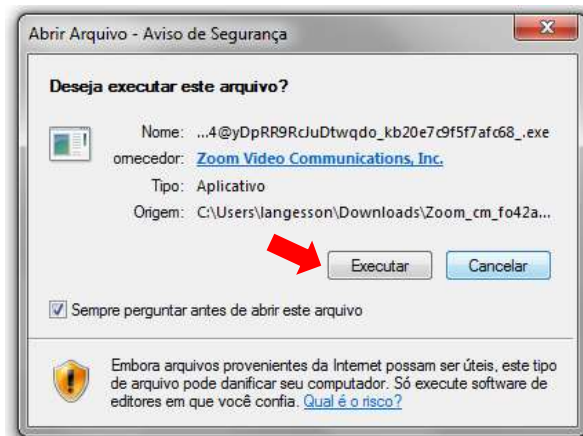 Abrir Arquivo - Aviso de Segurança
Deseja executar este arquivo?
Nome: ...4@yDpRR9RcJuDtwqdo_kb20e7c9f5f7afc68_.exe
omecedor: Zoom Video Communications, Inc.
Tipo: Aplicativo
Origem: C:\Users\langesson\Downloads\Zoom_cm_fo42a...
Executar Cancelar
Sempre perguntar antes de abrir este arquivo
Embora arquivos provenientes da Internet possam ser úteis, este tipo
de arquivo pode danificar seu computador. Só execute software de
editores em que você confia. Qual é o risco?